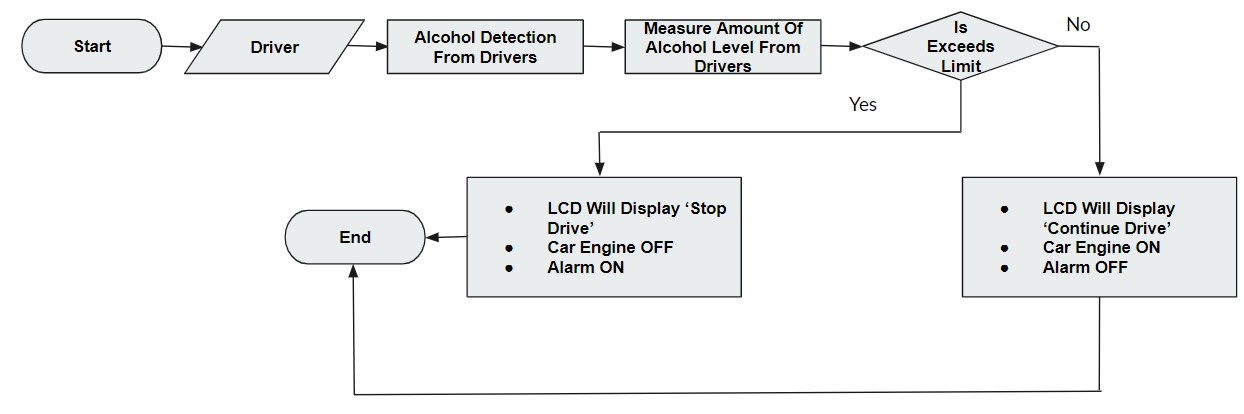 Start
Driver
Alcohol Detection
From Drivers
Measure Amount Of
Alcohol Level From
Drivers
Is
Exceeds
Limit
No
Yes
● LCD Will Display ‘Stop
Drive’
● Car Engine OFF
● Alarm ON
End
● LCD Will Display
‘Continue Drive’
● Car Engine ON
● Alarm OFF